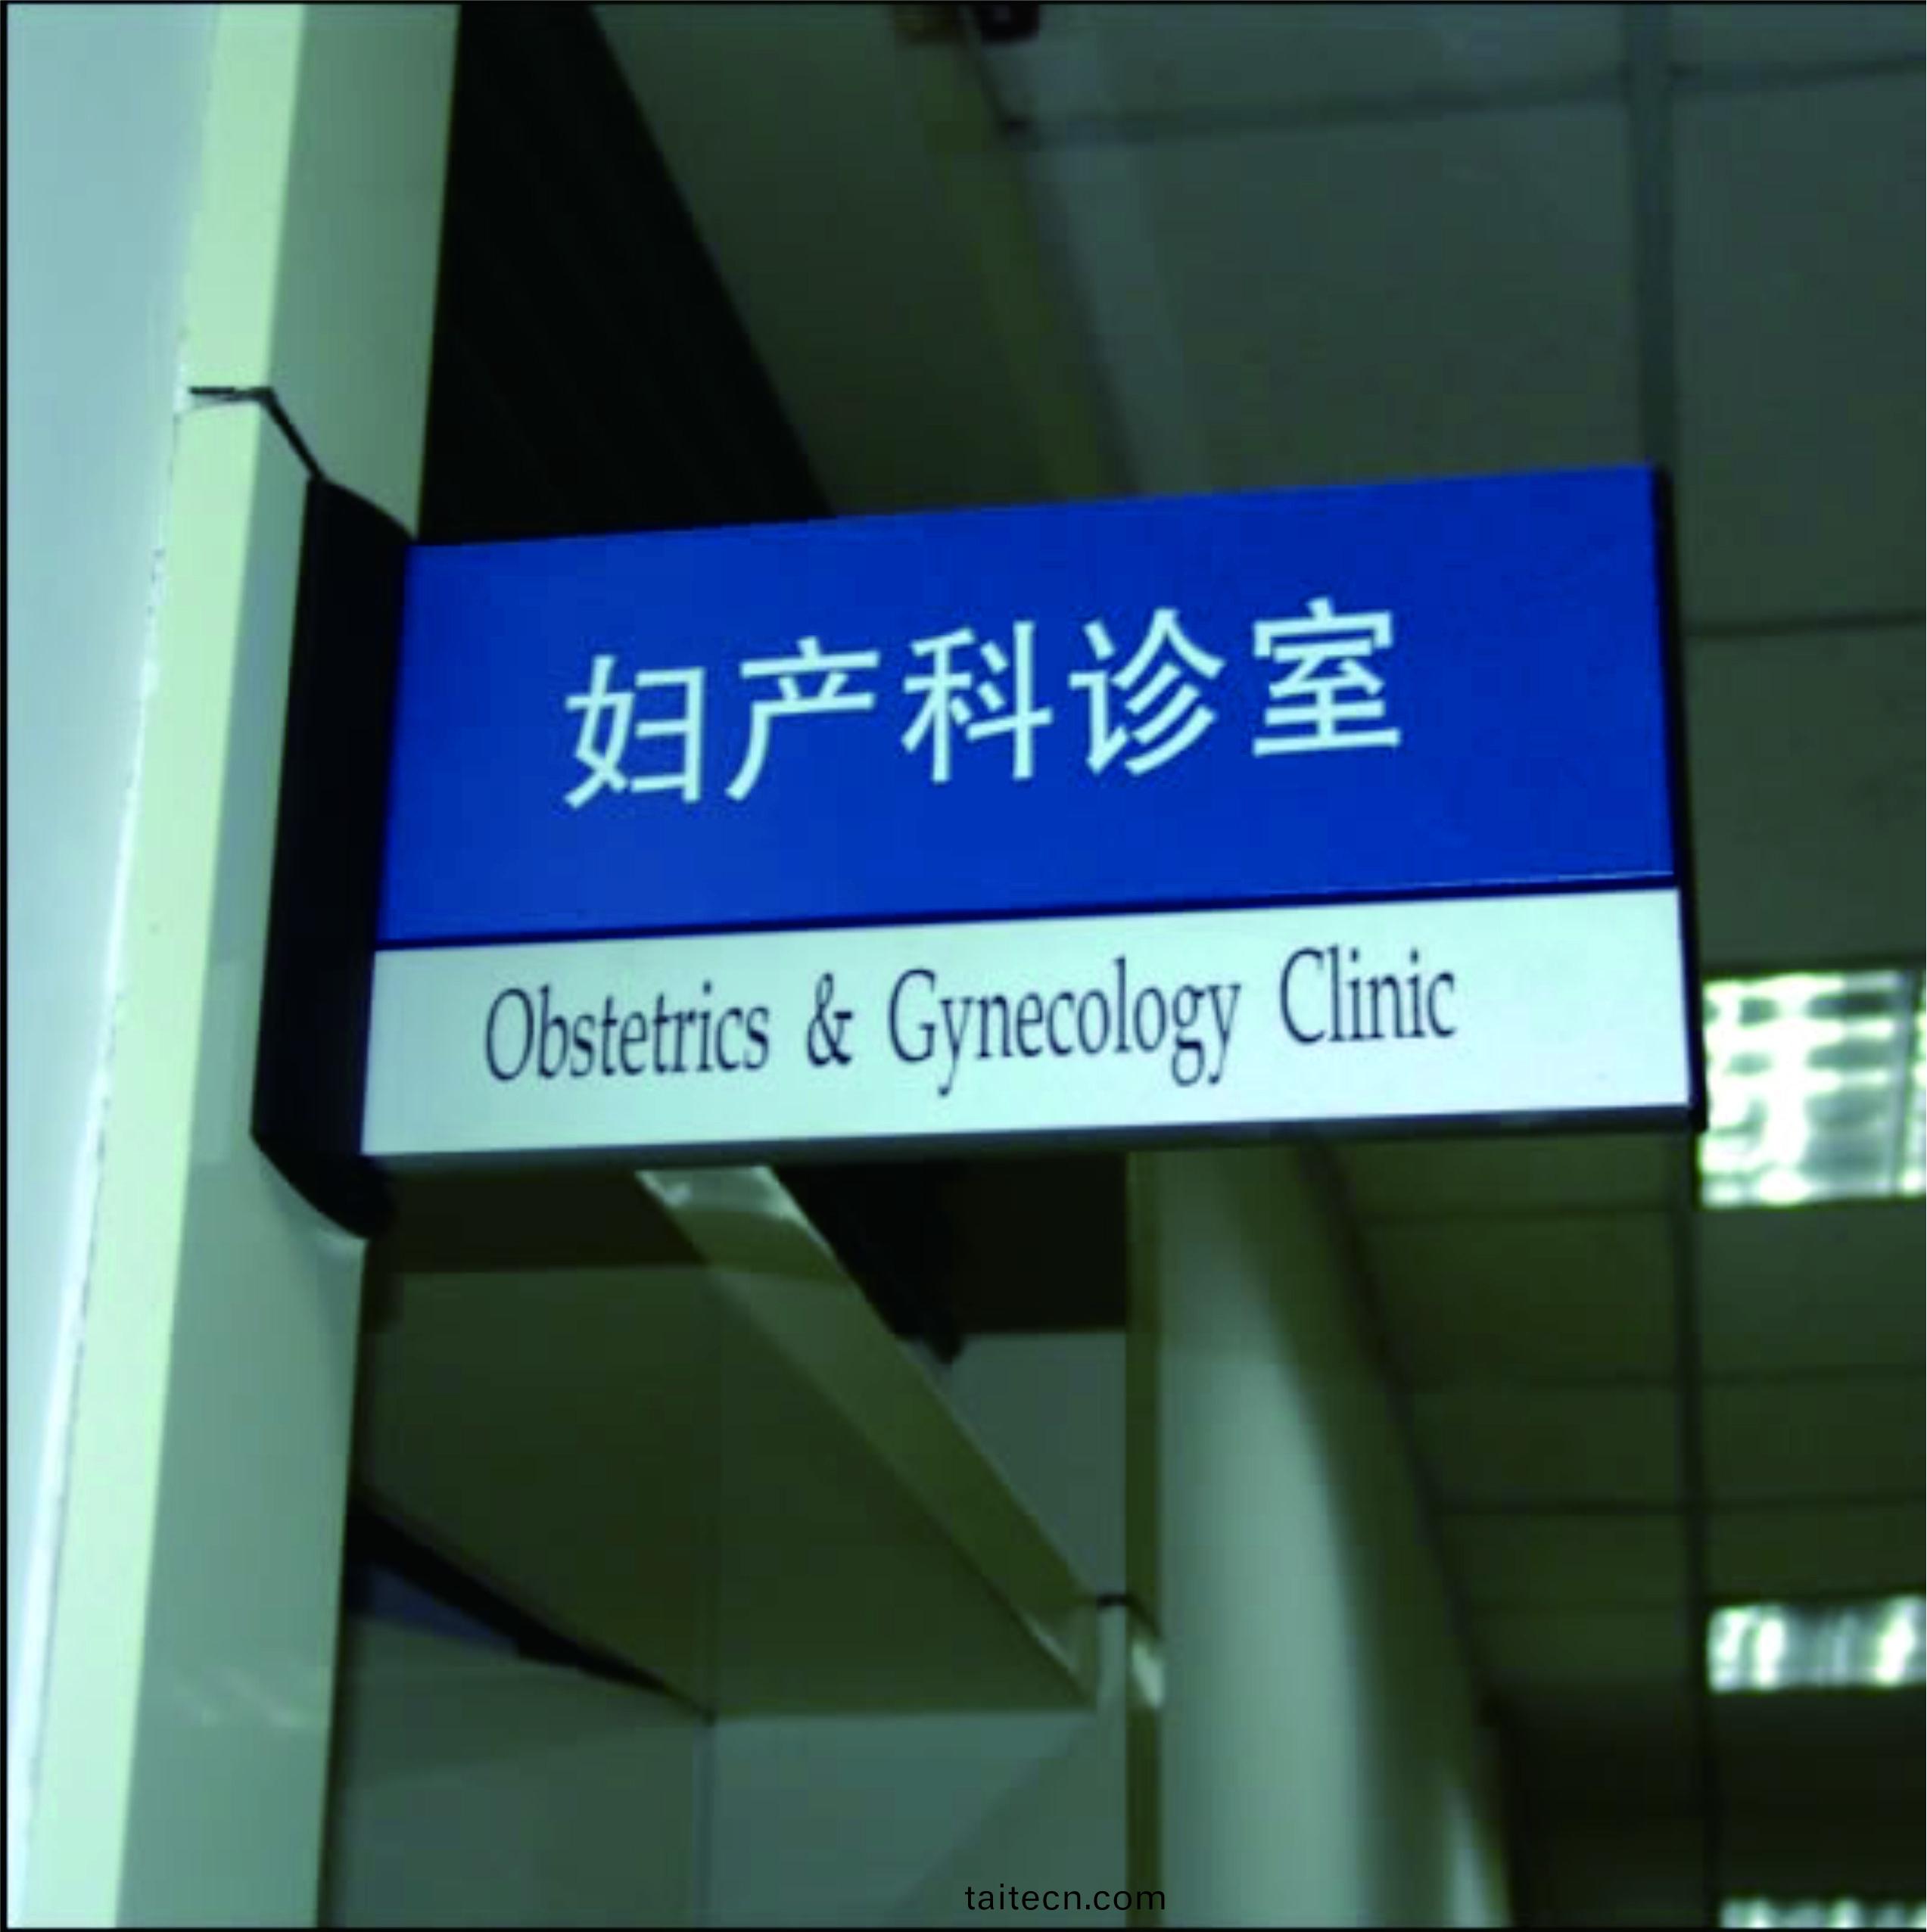 妇产科诊室
Obstetrics & Gynecology Clinic
taitecn.com